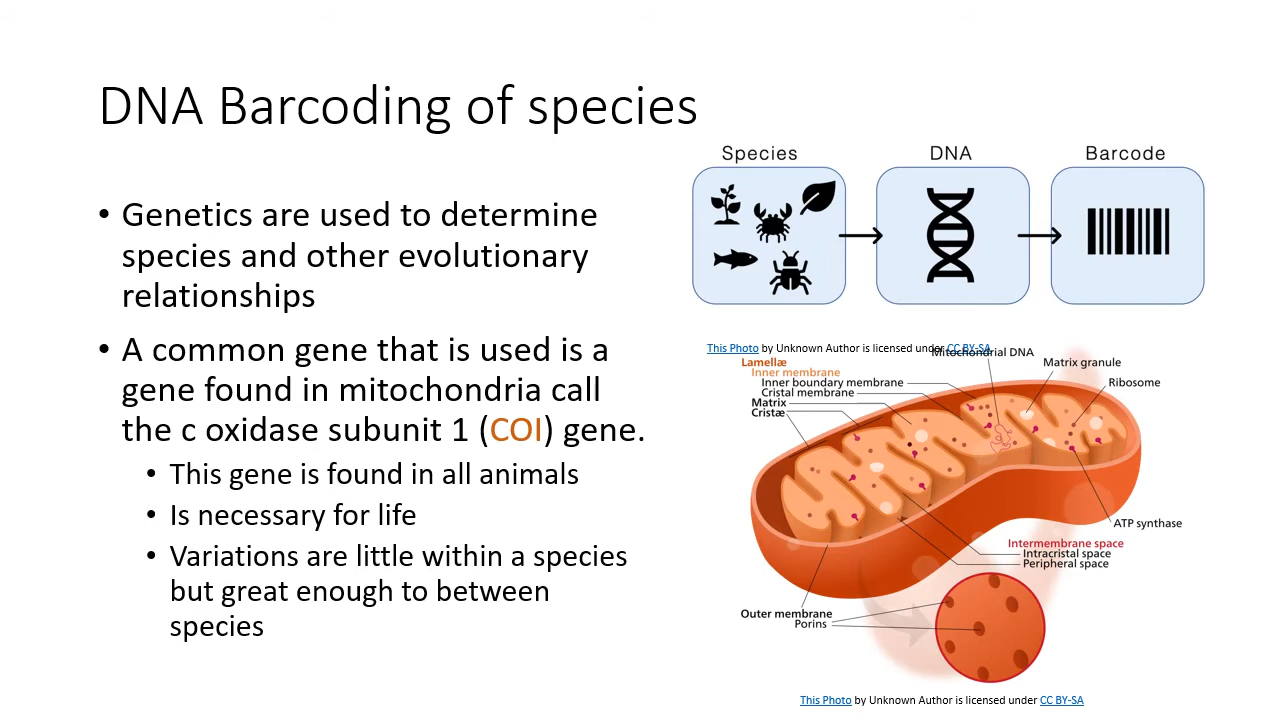 DNA Barcoding of species
• Genetics are used to determine
species and other evolutionary
relationships
• A common gene that is used is a
gene found in mitochondria call
the c oxidase subunit 1 (COI) gene.
• This gene is found in all animals
• Is necessary for life
• Variations are little within a species
but great enough to between
species
Species
DNA
Barcode
This Photo by Unknown Author is licensed under CC BY-SA
Mitochondrial DNA
Lamellæ
Inner membrane
Inner boundary membrane
Cristal membrane
Matrix
Cristæ
Matrix granule
Ribosome
ATP synthase
Intermembrane space
Intracristal space
Peripheral space
Outer membrane
Porins
This Photo by Unknown Author is licensed under CC BY-SA